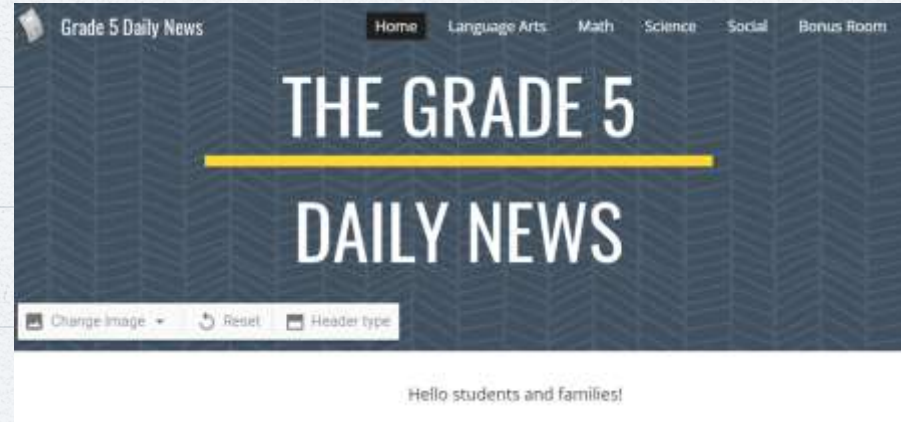 Grade 5 Daily News Home Language Arts Math Science Social Bonus Room
THE GRADE 5
DAILY NEWS
Change image Reset Header type
Hello students and families!